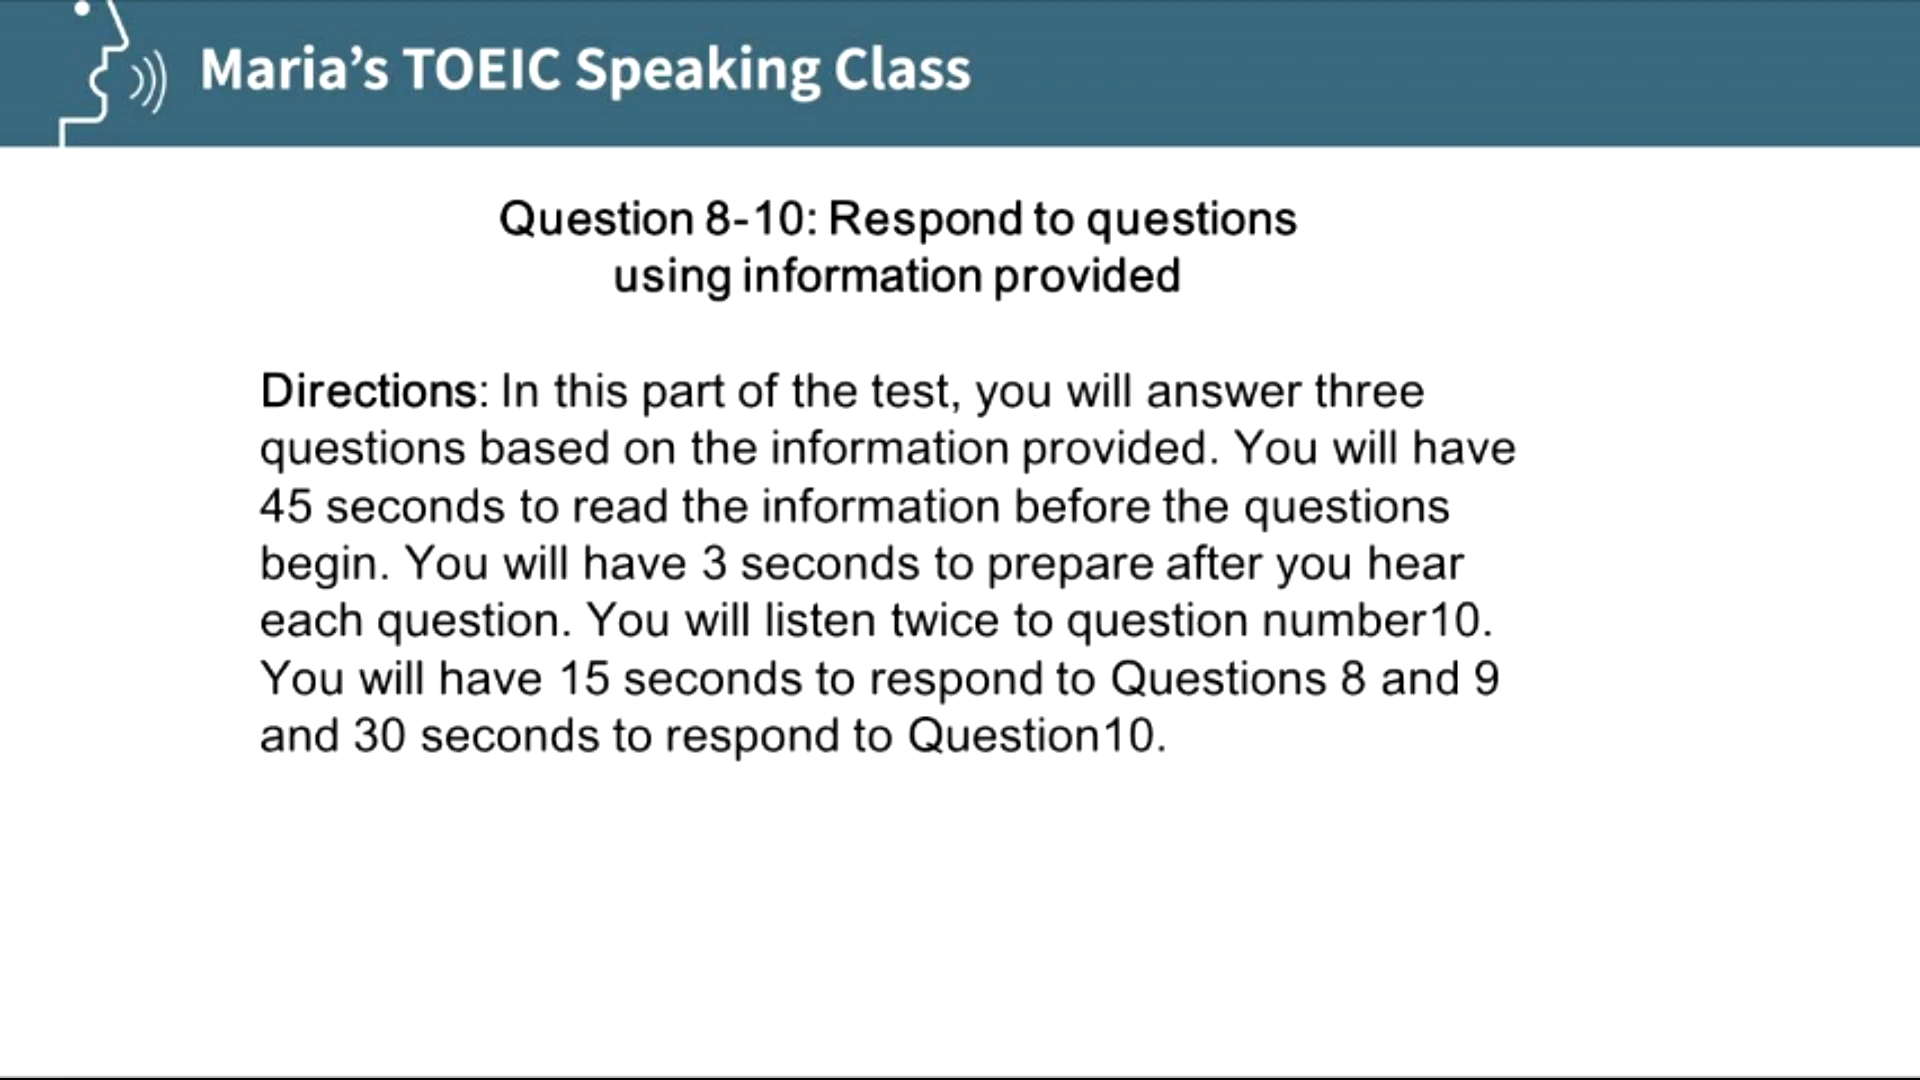 Maria’s TOEIC Speaking Class
Question 8-10: Respond to questions
using information provided
Directions: In this part of the test, you will answer three
questions based on the information provided. You will have
45 seconds to read the information before the questions
begin. You will have 3 seconds to prepare after you hear
each question. You will listen twice to question number10.
You will have 15 seconds to respond to Questions 8 and 9
and 30 seconds to respond to Question10.